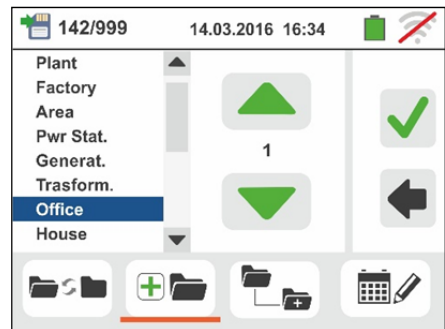 142/999 14.03.2016 16:34
Plant
Factory
Area
Pwr Stat.
Generat.
Trasform.
Office
House
1